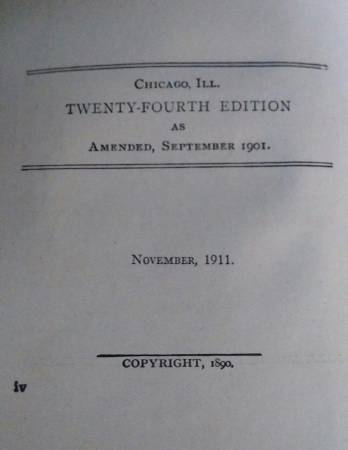 Chicago, Ill.
TWENTY-FOURTH EDITION
AS
Amended, September 1901.
November, 1911.
COPYRIGHT, 1890.
iv